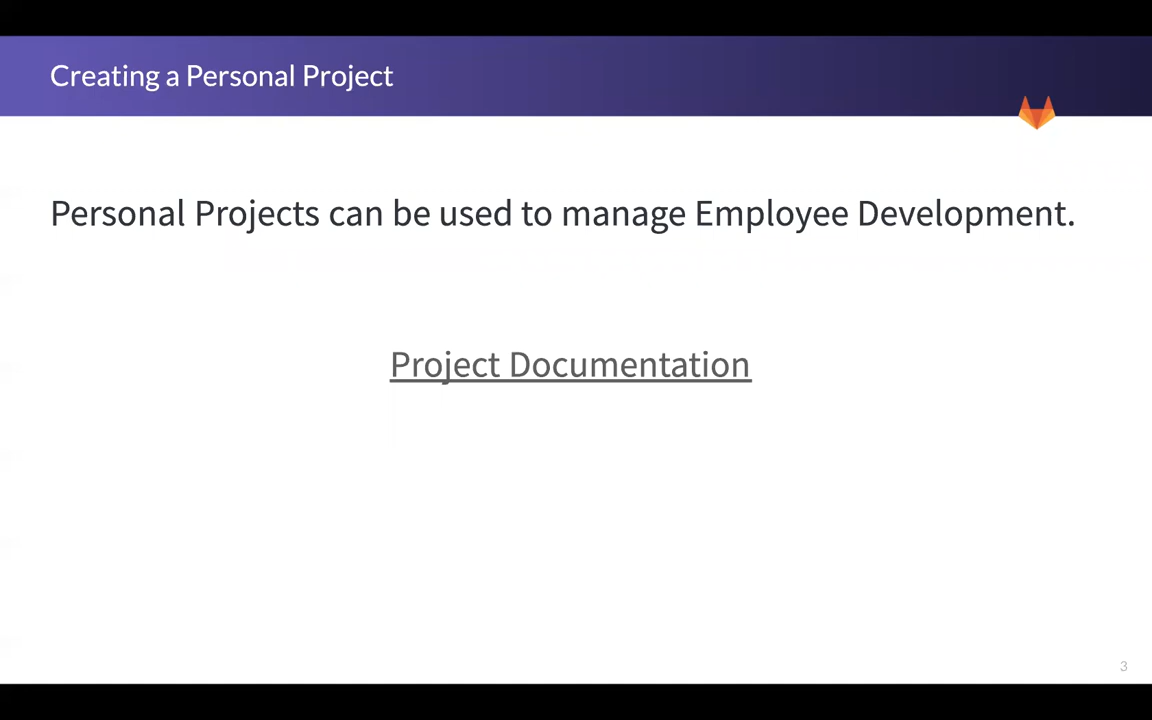 Creating a Personal Project
Personal Projects can be used to manage Employee Development.
Project Documentation
3